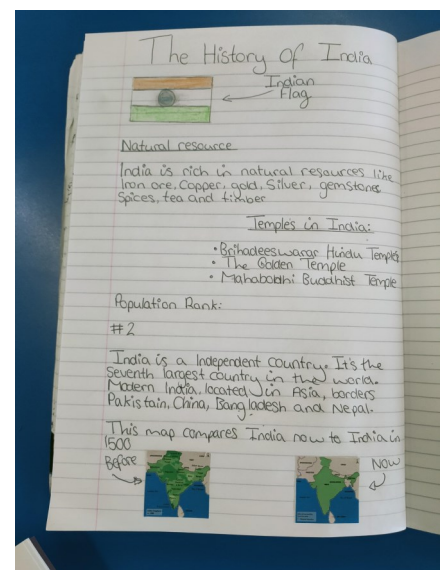 The History Of India
Indian
Flag
Natural resource
India is rich in natural resources like
Iron ore, Copper, gold, Silver, gemstones
Spices, tea and timber
Temples in India:
• Brihadeeswarar Hindu Temple
• The Golden Temple
• Mahabodhi Buddhist Temple
Population Rank:
#2
India is a Independent country. It's the
Seventh largest country in the world.
Modern India, located in Asia, borders
Pakistain, China, Bangladesh and Nepal.
This map compares India now to India in
1500
Before
Now